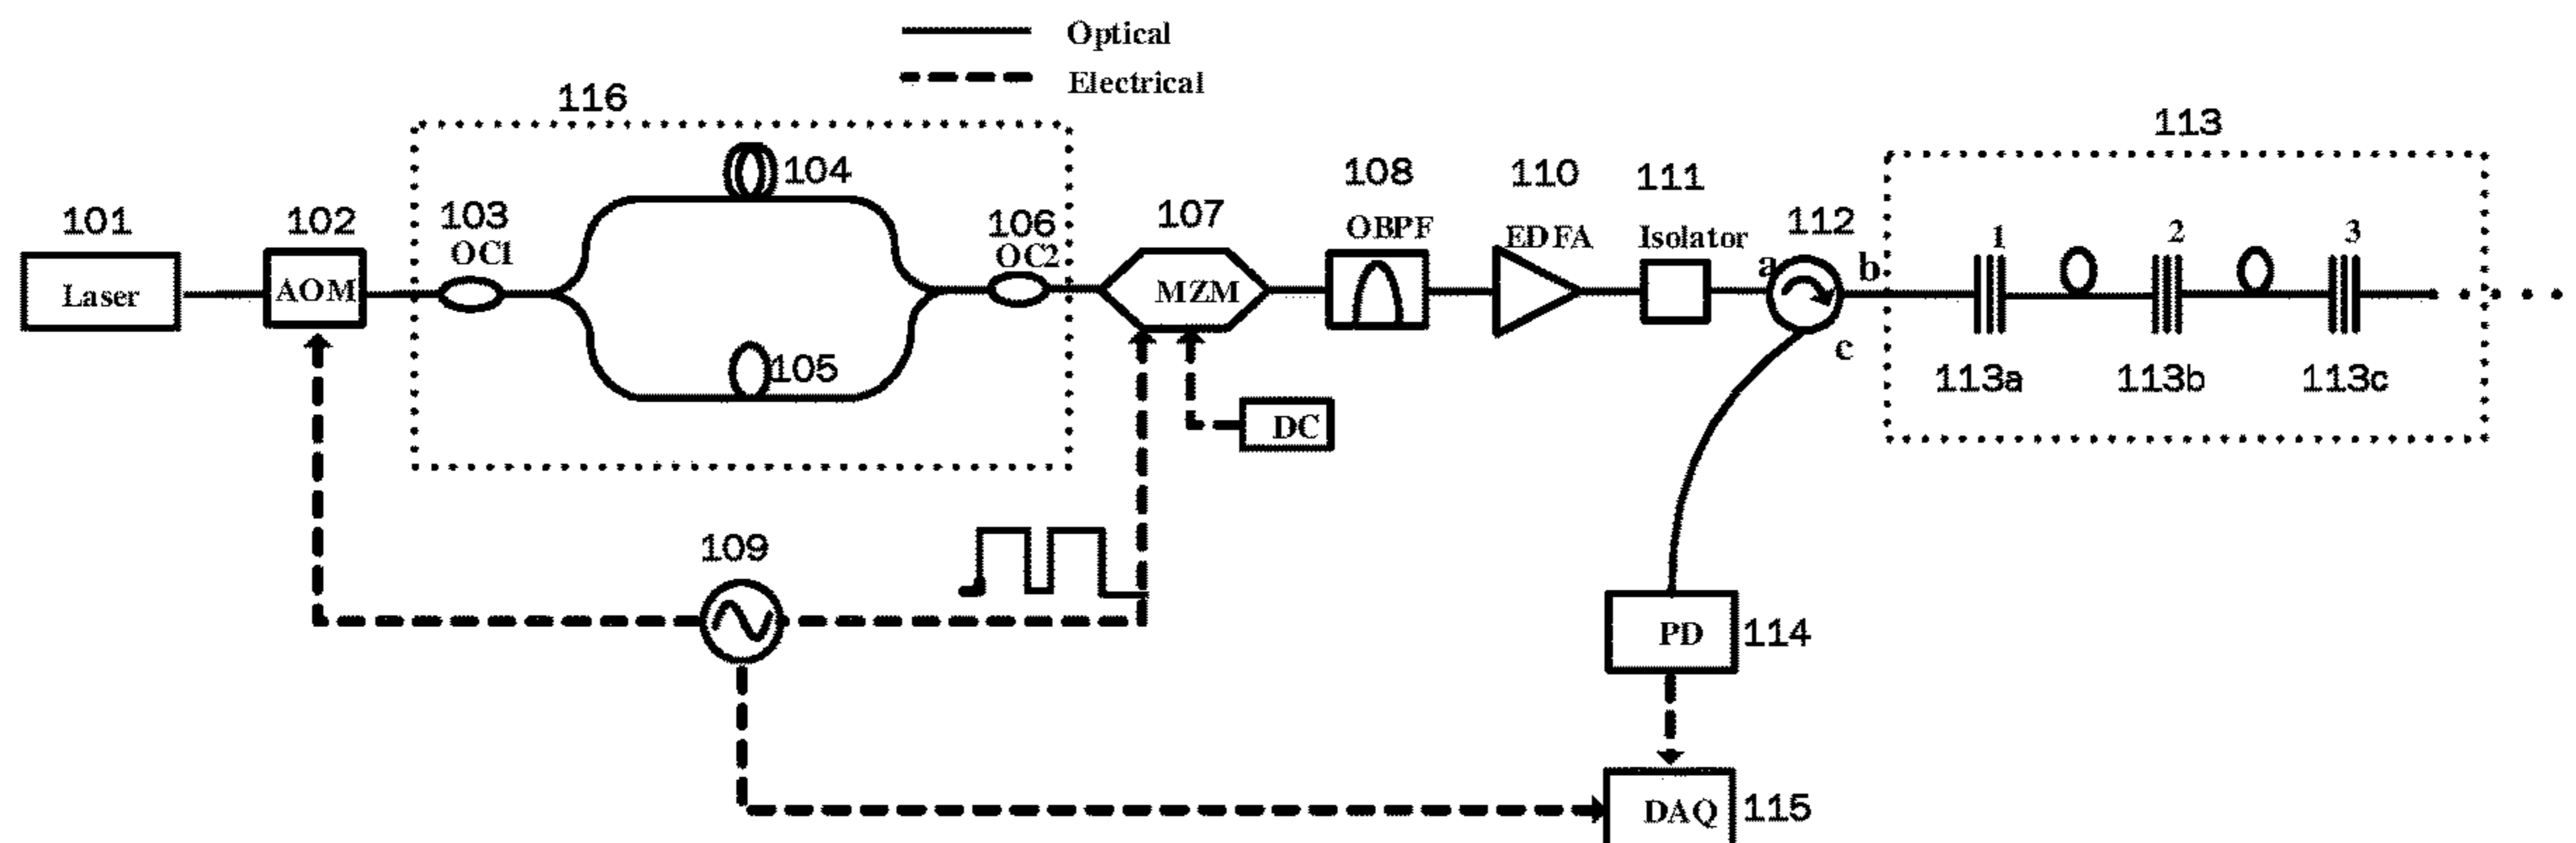 Optical
Electrical
116
113
101
102
103
OC1
104
105
106
OC2
107
108
OBPF
110
EDFA
111
Isolator
112
Laser
AOM
MZM
a
b
c
1
2
3
113a
113b
113c
DC
109
PD
114
DAQ
115